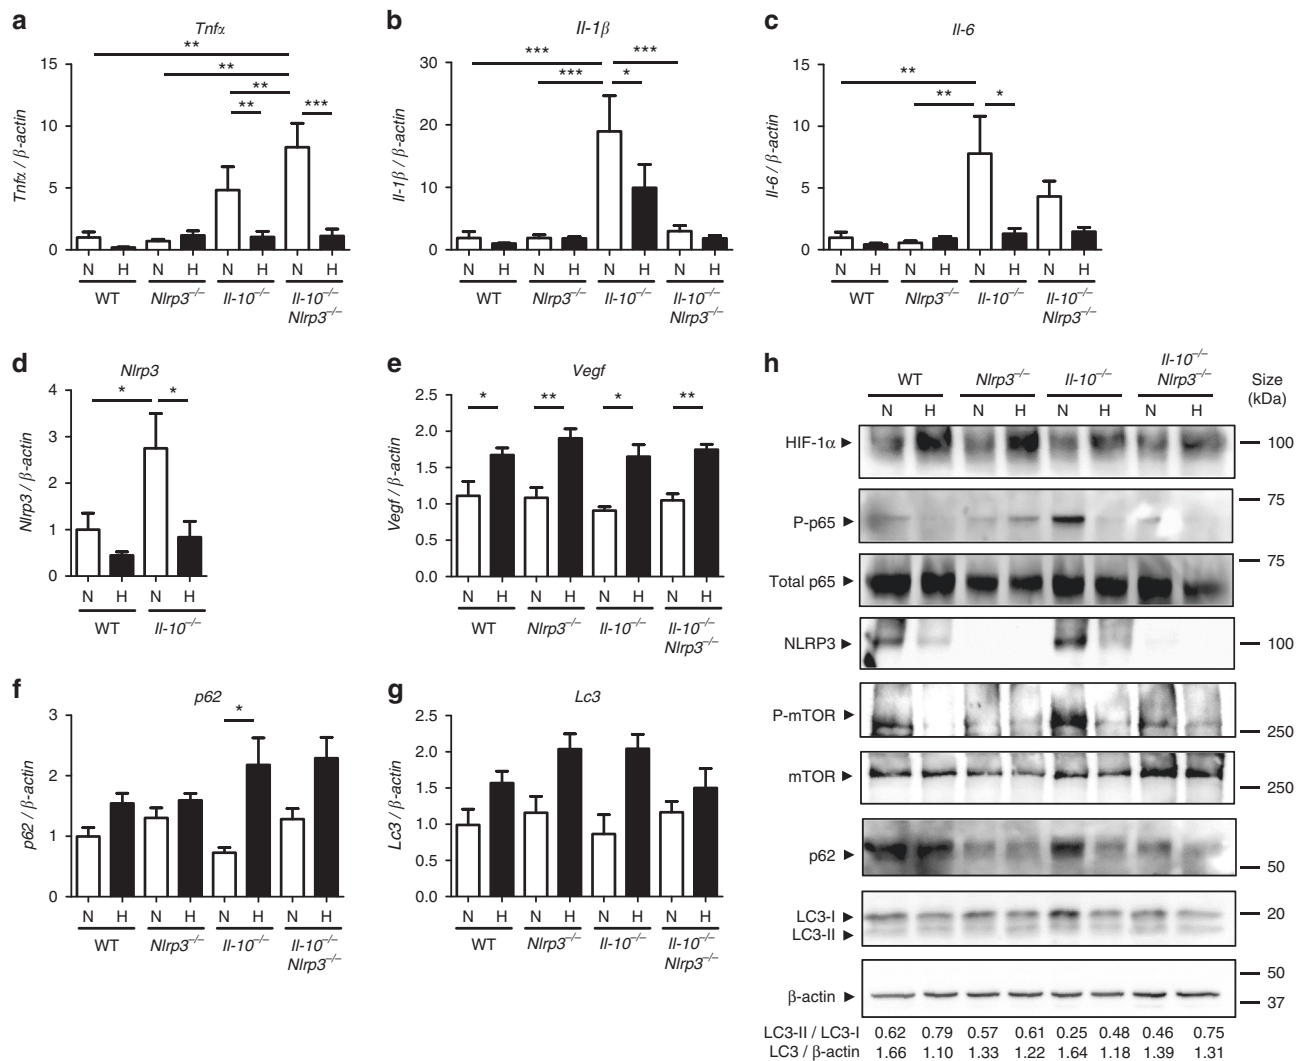 a
Tnfα
Tnfα / β-actin
15
10
5
0
**
**
**
**
***
N H N H N H N H
WT Nlrp3–/– Il-10–/– Il-10–/–
Nlrp3–/–
b
Il-1β
Il-1β / β-actin
30
20
10
0
***
***
***
*
N H N H N H N H
WT Nlrp3–/– Il-10–/– Il-10–/–
Nlrp3–/–
c
Il-6
Il-6 / β-actin
15
10
5
0
**
**
*
N H N H N H N H
WT Nlrp3–/– Il-10–/– Il-10–/–
Nlrp3–/–
d
Nlrp3
Nlrp3 / β-actin
4
3
2
1
0
*
*
N H N H
WT Il-10–/–
e
Vegf
Vegf / β-actin
2.5
2.0
1.5
1.0
0.5
0.0
*
**
*
**
N H N H N H N H
WT Nlrp3–/– Il-10–/– Il-10–/–
Nlrp3–/–
f
p62
p62 / β-actin
3
2
1
0
*
N H N H N H N H
WT Nlrp3–/– Il-10–/– Il-10–/–
Nlrp3–/–
g
Lc3
Lc3 / β-actin
2.5
2.0
1.5
1.0
0.5
0.0
N H N H N H N H
WT Nlrp3–/– Il-10–/– Il-10–/–
Nlrp3–/–
h
WT Nlrp3–/– Il-10–/– Il-10–/– Nlrp3–/–
Size (kDa)
N H N H N H N H
HIF-1α 100
75
P-p65
75
Total p65
NLRP3 100
P-mTOR
250
mTOR
250
p62
50
LC3-I 20
LC3-II
50
β-actin
37
LC3-II / LC3-I 0.62 0.79 0.57 0.61 0.25 0.48 0.46 0.75
LC3 / β-actin 1.66 1.10 1.33 1.22 1.64 1.18 1.39 1.31